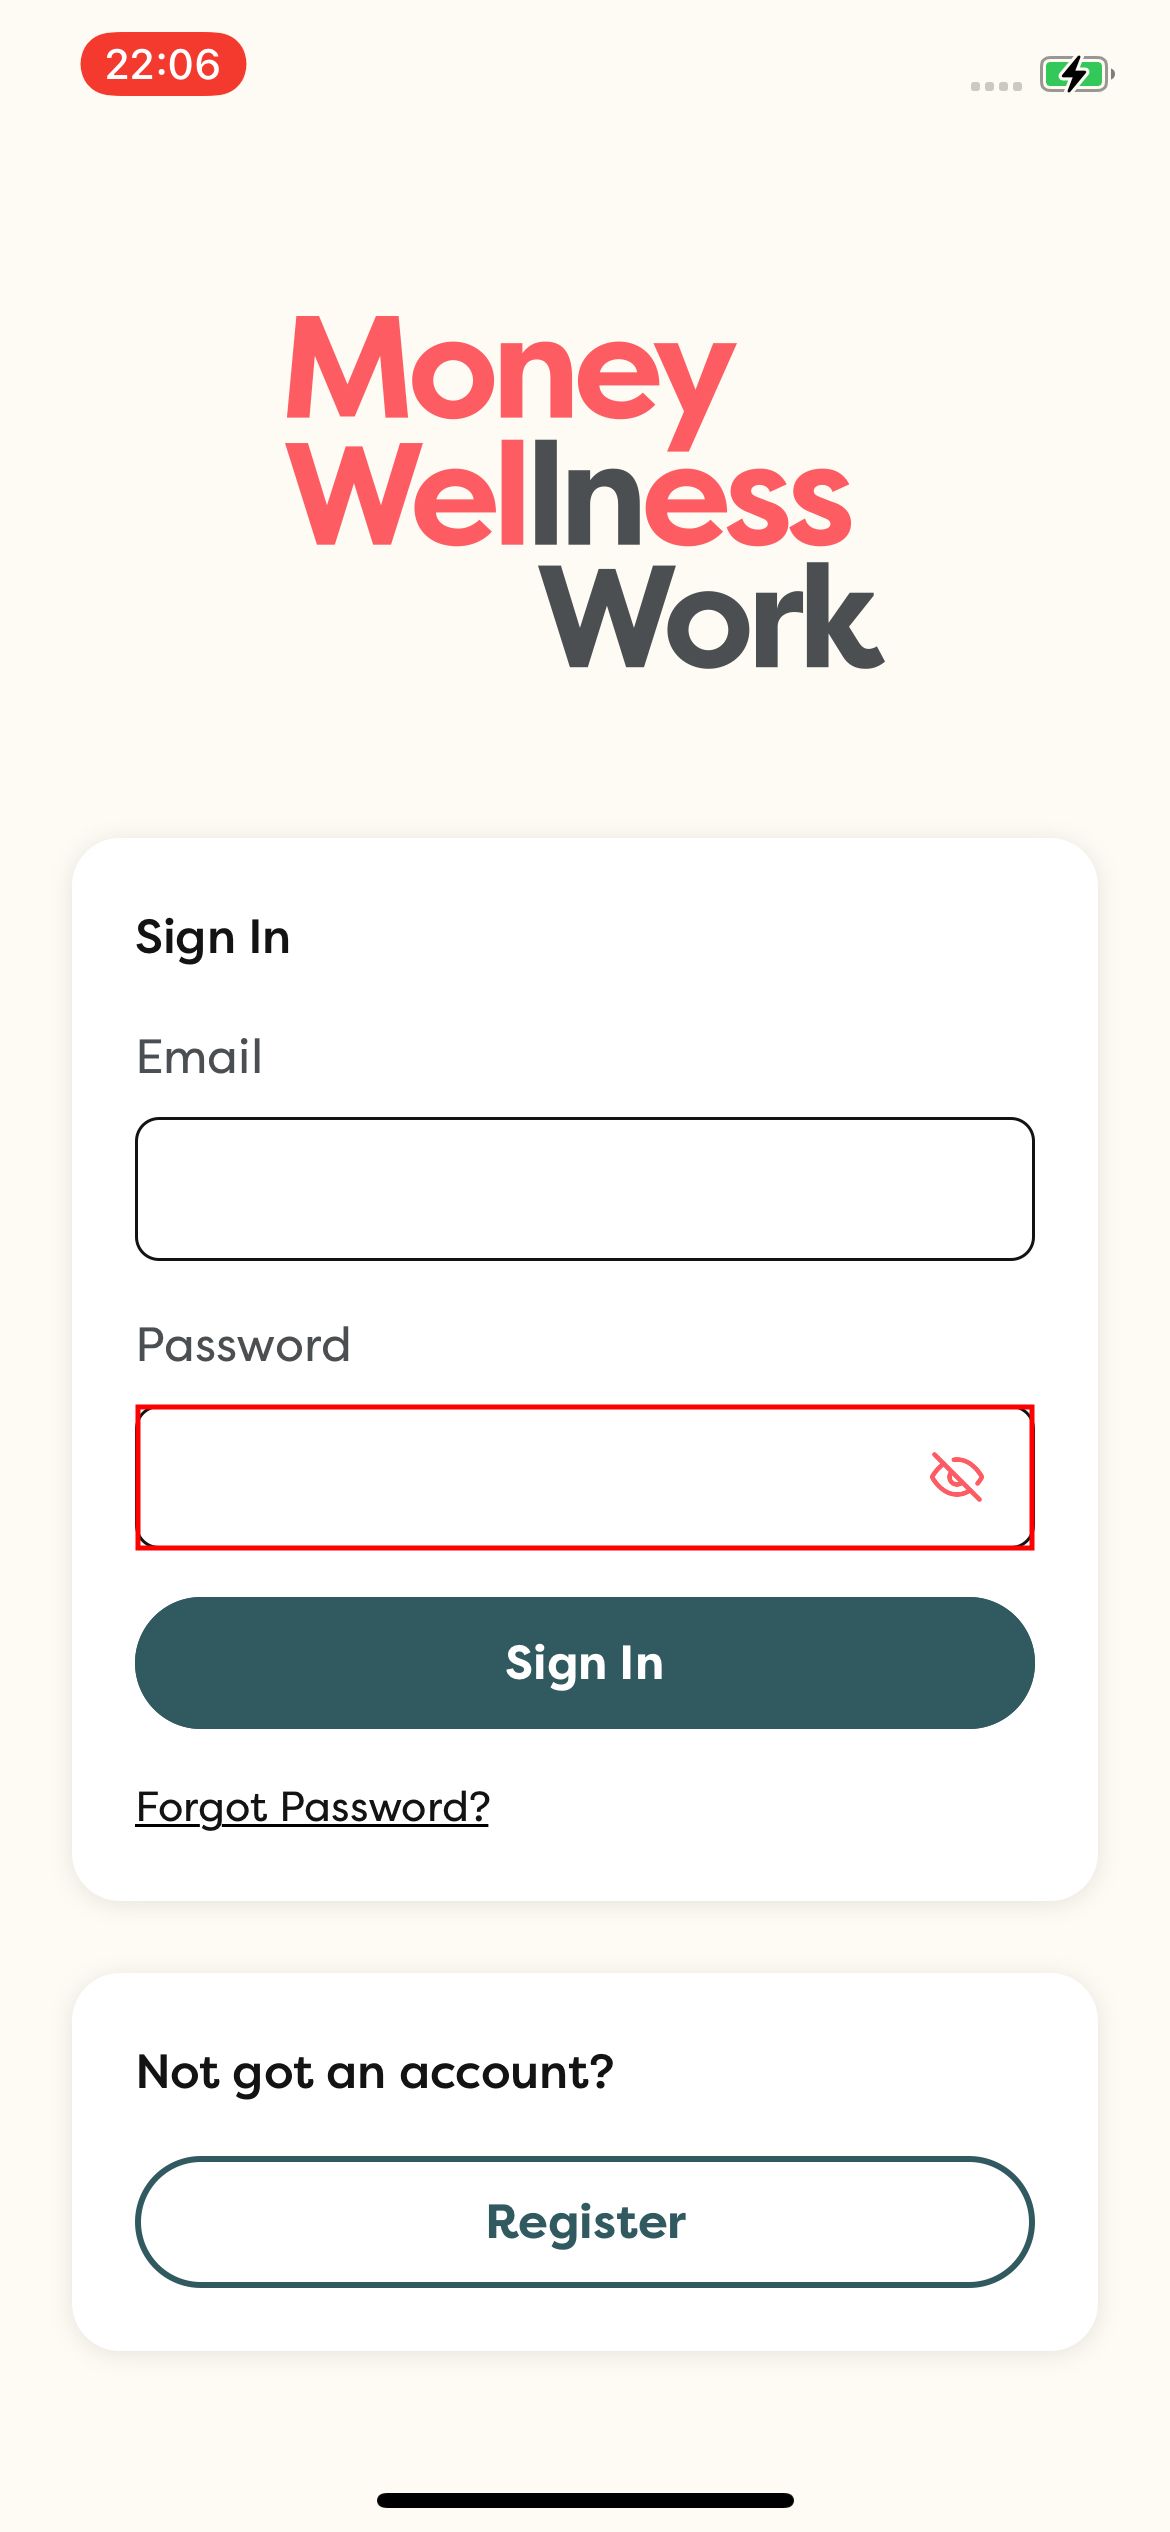 22:06
Money
Wellness
Work
Sign In
Email
Password
Sign In
Forgot Password?
Not got an account?
Register